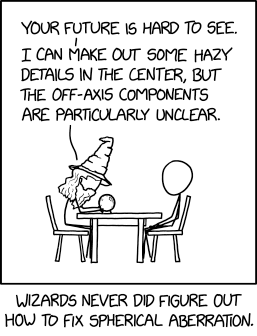 YOUR FUTURE IS HARD TO SEE.
I CAN MAKE OUT SOME HAZY
DETAILS IN THE CENTER, BUT
THE OFF-AXIS COMPONENTS
ARE PARTICULARLY UNCLEAR.
WIZARDS NEVER DID FIGURE OUT
HOW TO FIX SPHERICAL ABERRATION.